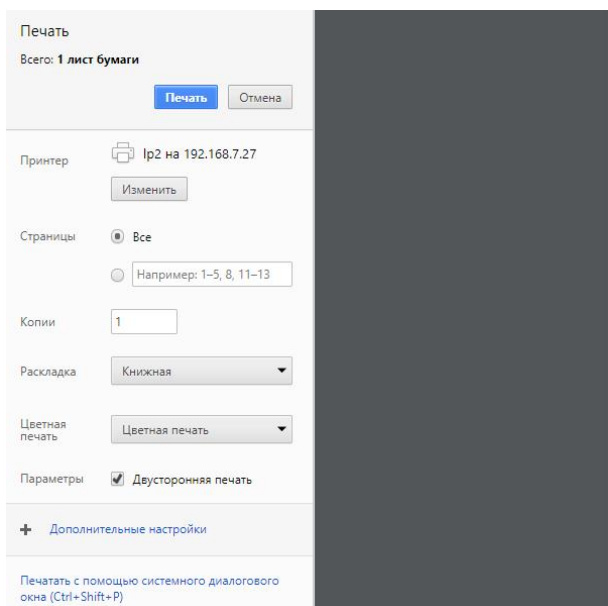 Печать
Всего: 1 лист бумаги
Печать
Отмена
Принтер
lp2 на 192.168.7.27
Изменить
Страницы
Все
Например: 1–5, 8, 11–13
Копии
1
Раскладка
Книжная
Цветная
печать
Цветная печать
Параметры
Двусторонняя печать
Дополнительные настройки
Печатать с помощью системного диалогового
окна (Ctrl+Shift+P)